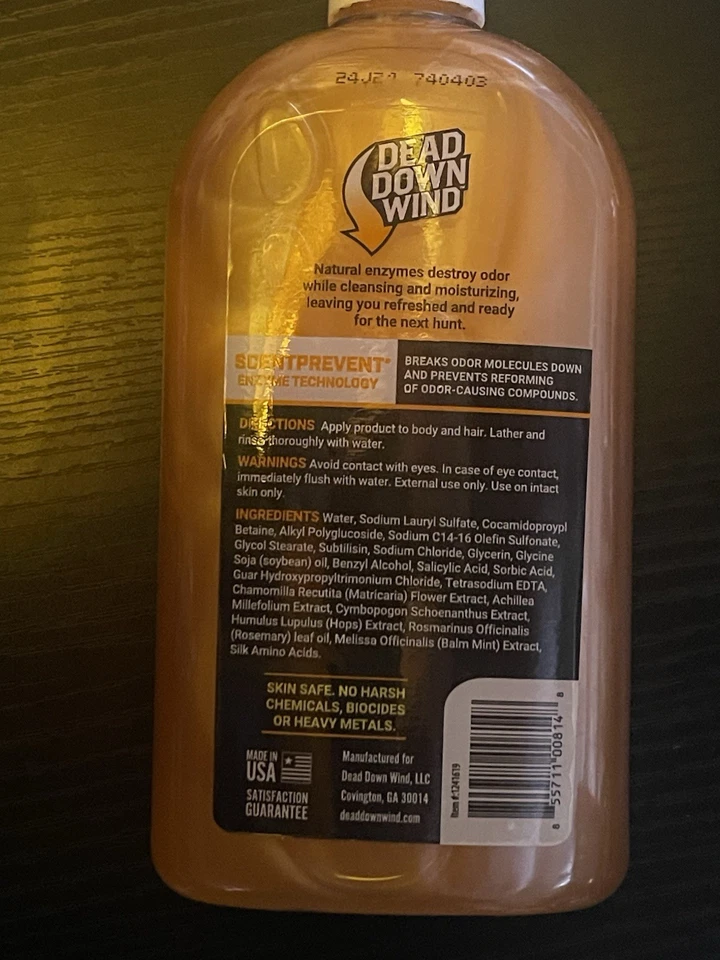 740403
DEAD
DOWN
WIND
Natural enzymes destroy odor
while cleansing and moisturizing,
leaving you refreshed and ready
for the next hunt.
SCENTPREVENT®
ENZYME TECHNOLOGY
BREAKS ODOR MOLECULES DOWN
AND PREVENTS REFORMING
OF ODOR-CAUSING COMPOUNDS.
DIRECTIONS Apply product to body and hair. Lather and
rinse thoroughly with water.
WARNINGS Avoid contact with eyes. In case of eye contact,
immediately flush with water. External use only. Use on intact
skin only.
INGREDIENTS Water, Sodium Lauryl Sulfate, Cocamidoproypl
Betaine, Alkyl Polyglucoside, Sodium C14-16 Olefin Sulfonate,
Glycol Stearate, Subtilisin, Sodium Chloride, Glycerin, Glycine
Soja (soybean) oil, Benzyl Alcohol, Salicylic Acid, Sorbic Acid,
Guar Hydroxypropyltrimonium Chloride, Tetrasodium EDTA,
Chamomilla Recutita (Matricaria) Flower Extract, Achillea
Millefolium Extract, Cymbopogon Schoenanthus Extract,
Humulus Lupulus (Hops) Extract, Rosmarinus Officinalis
(Rosemary) leaf oil, Melissa Officinalis (Balm Mint) Extract,
Silk Amino Acids.
SKIN SAFE. NO HARSH
CHEMICALS, BIOCIDES
OR HEAVY METALS.
MADE IN
USA
SATISFACTION
GUARANTEE
Manufactured for
Dead Down Wind, LLC
Covington, GA 30014
deaddownwind.com
Item #:1241619
8 55711 00814 8